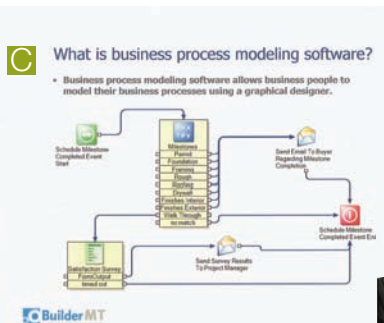 C
What is business process modeling software?
• Business process modeling software allows business people to
model their business processes using a graphical designer.
Schedule Milestone
Completed Event
Start
Milestones
Permit
Foundation
Framing
Rough
Roofing
Drywall
Finishes Interior
Finishes Exterior
Walk Through
no match
Send Email To Buyer
Regarding Milestone
Completion
Schedule Milestone
Completed Event End
Satisfaction Survey
FormOutput
timed out
Send Survey Results
To Project Manager
BuilderMT